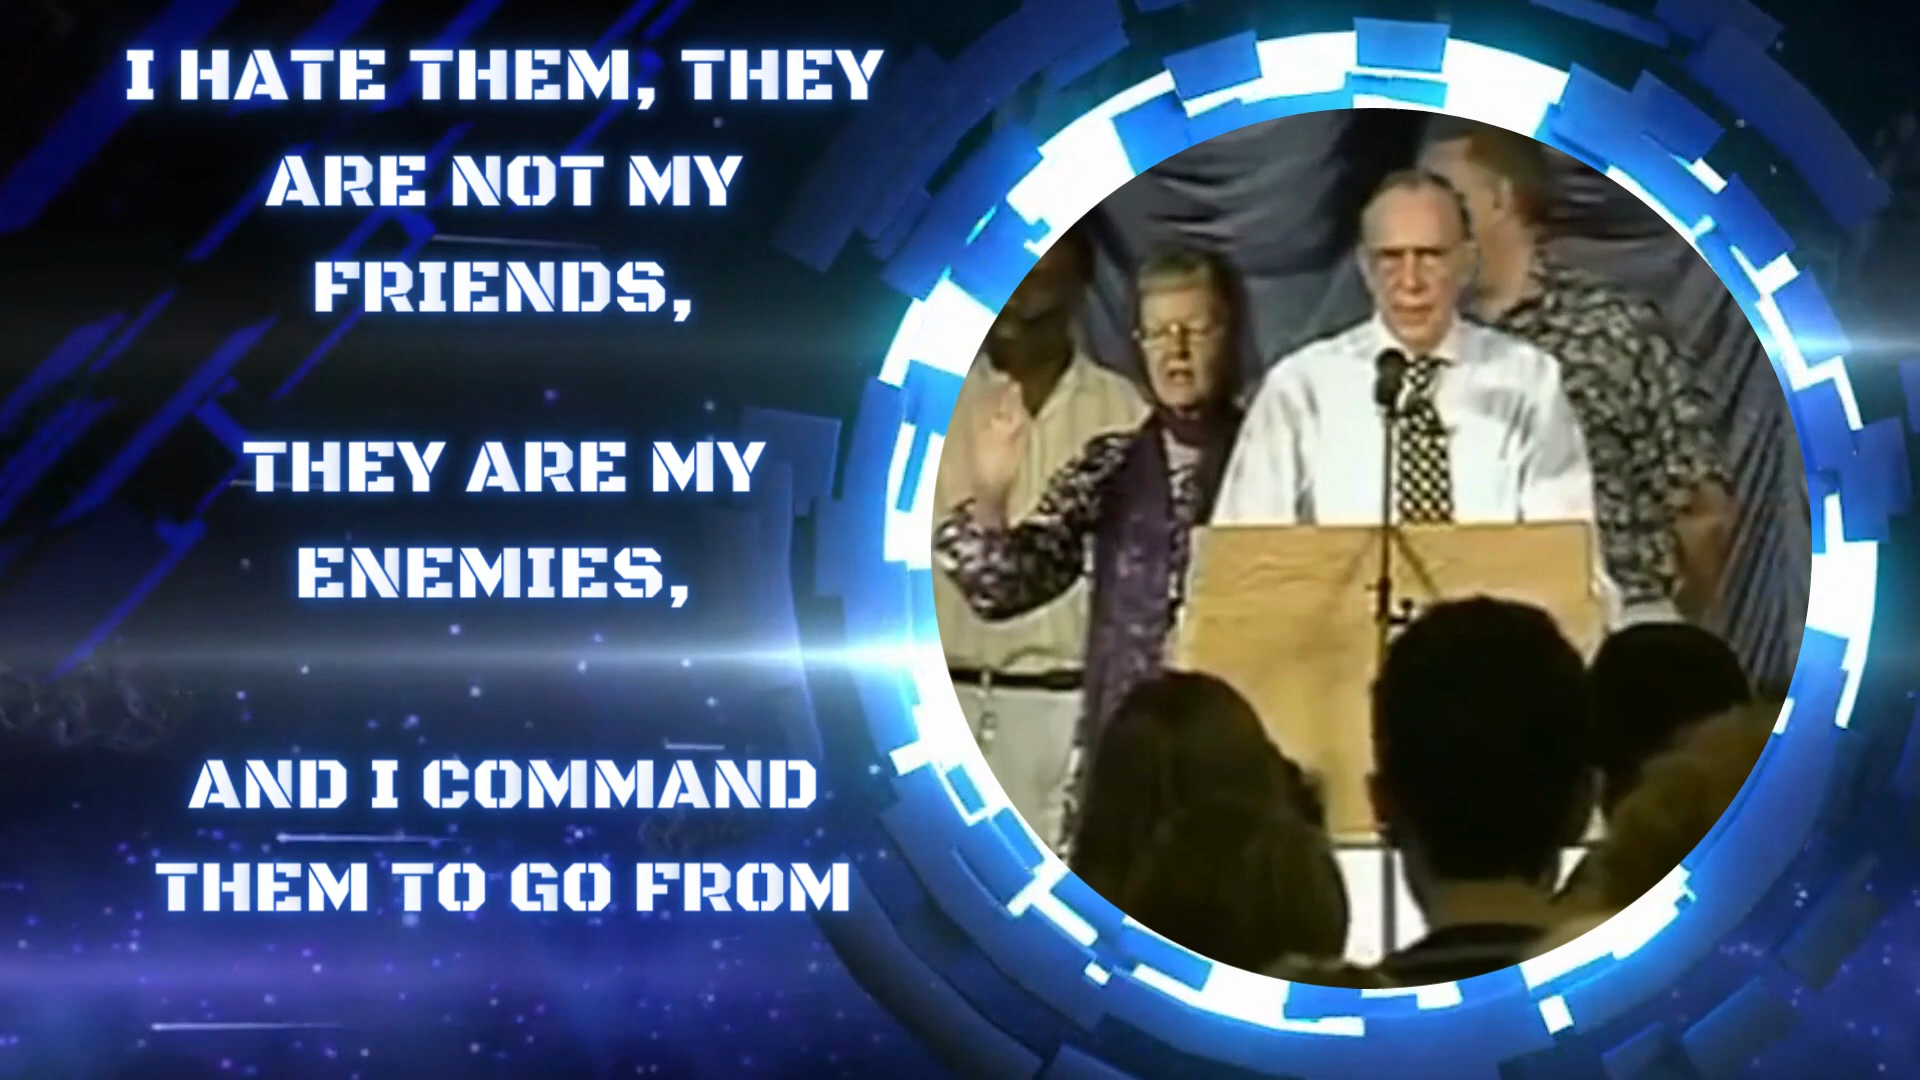 I HATE THEM, THEY
ARE NOT MY
FRIENDS,
THEY ARE MY
ENEMIES,
AND I COMMAND
THEM TO GO FROM